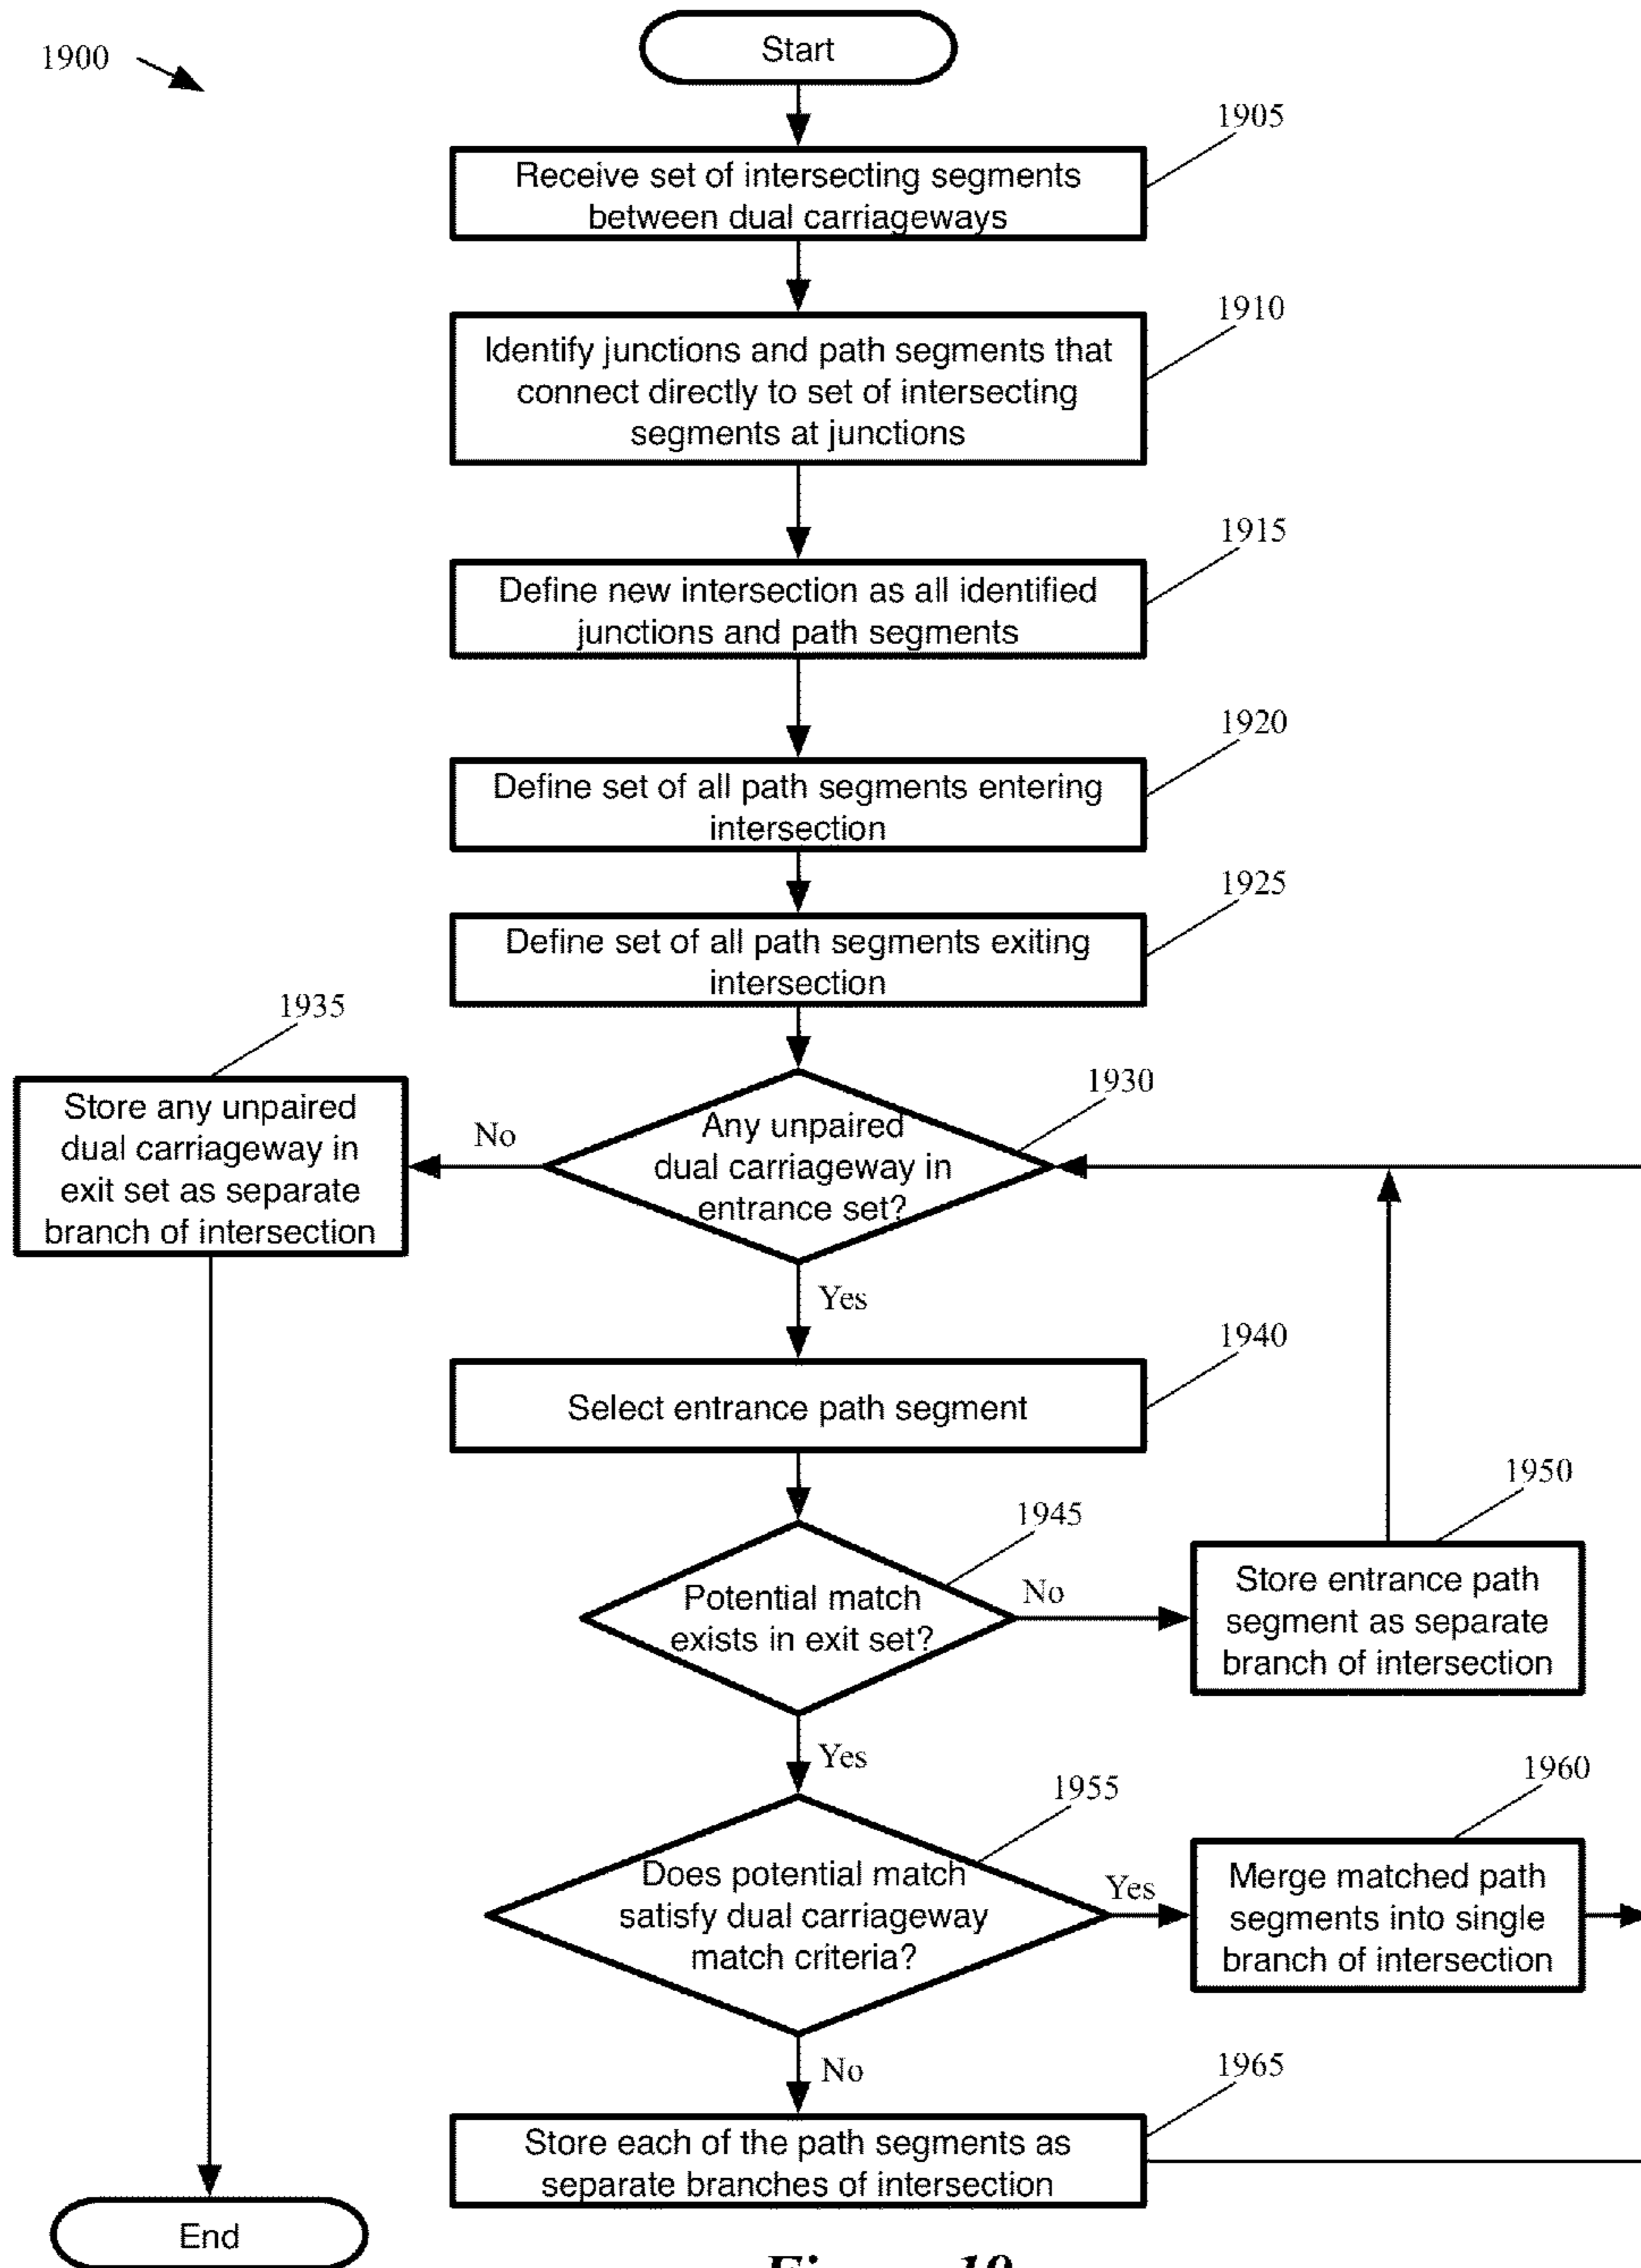 1900
Start
1905
Receive set of intersecting segments
between dual carriageways
1910
Identify junctions and path segments that
connect directly to set of intersecting
segments at junctions
1915
Define new intersection as all identified
junctions and path segments
1920
Define set of all path segments entering
intersection
1925
Define set of all path segments exiting
intersection
1935
Store any unpaired
dual carriageway in
exit set as separate
branch of intersection
No
1930
Any unpaired
dual carriageway in
entrance set?
Yes
1940
Select entrance path segment
1945
Potential match
exists in exit set?
No
1950
Store entrance path
segment as separate
branch of intersection
Yes
1955
Does potential match
satisfy dual carriageway
match criteria?
Yes
1960
Merge matched path
segments into single
branch of intersection
No
1965
Store each of the path segments as
separate branches of intersection
End
Figure 19